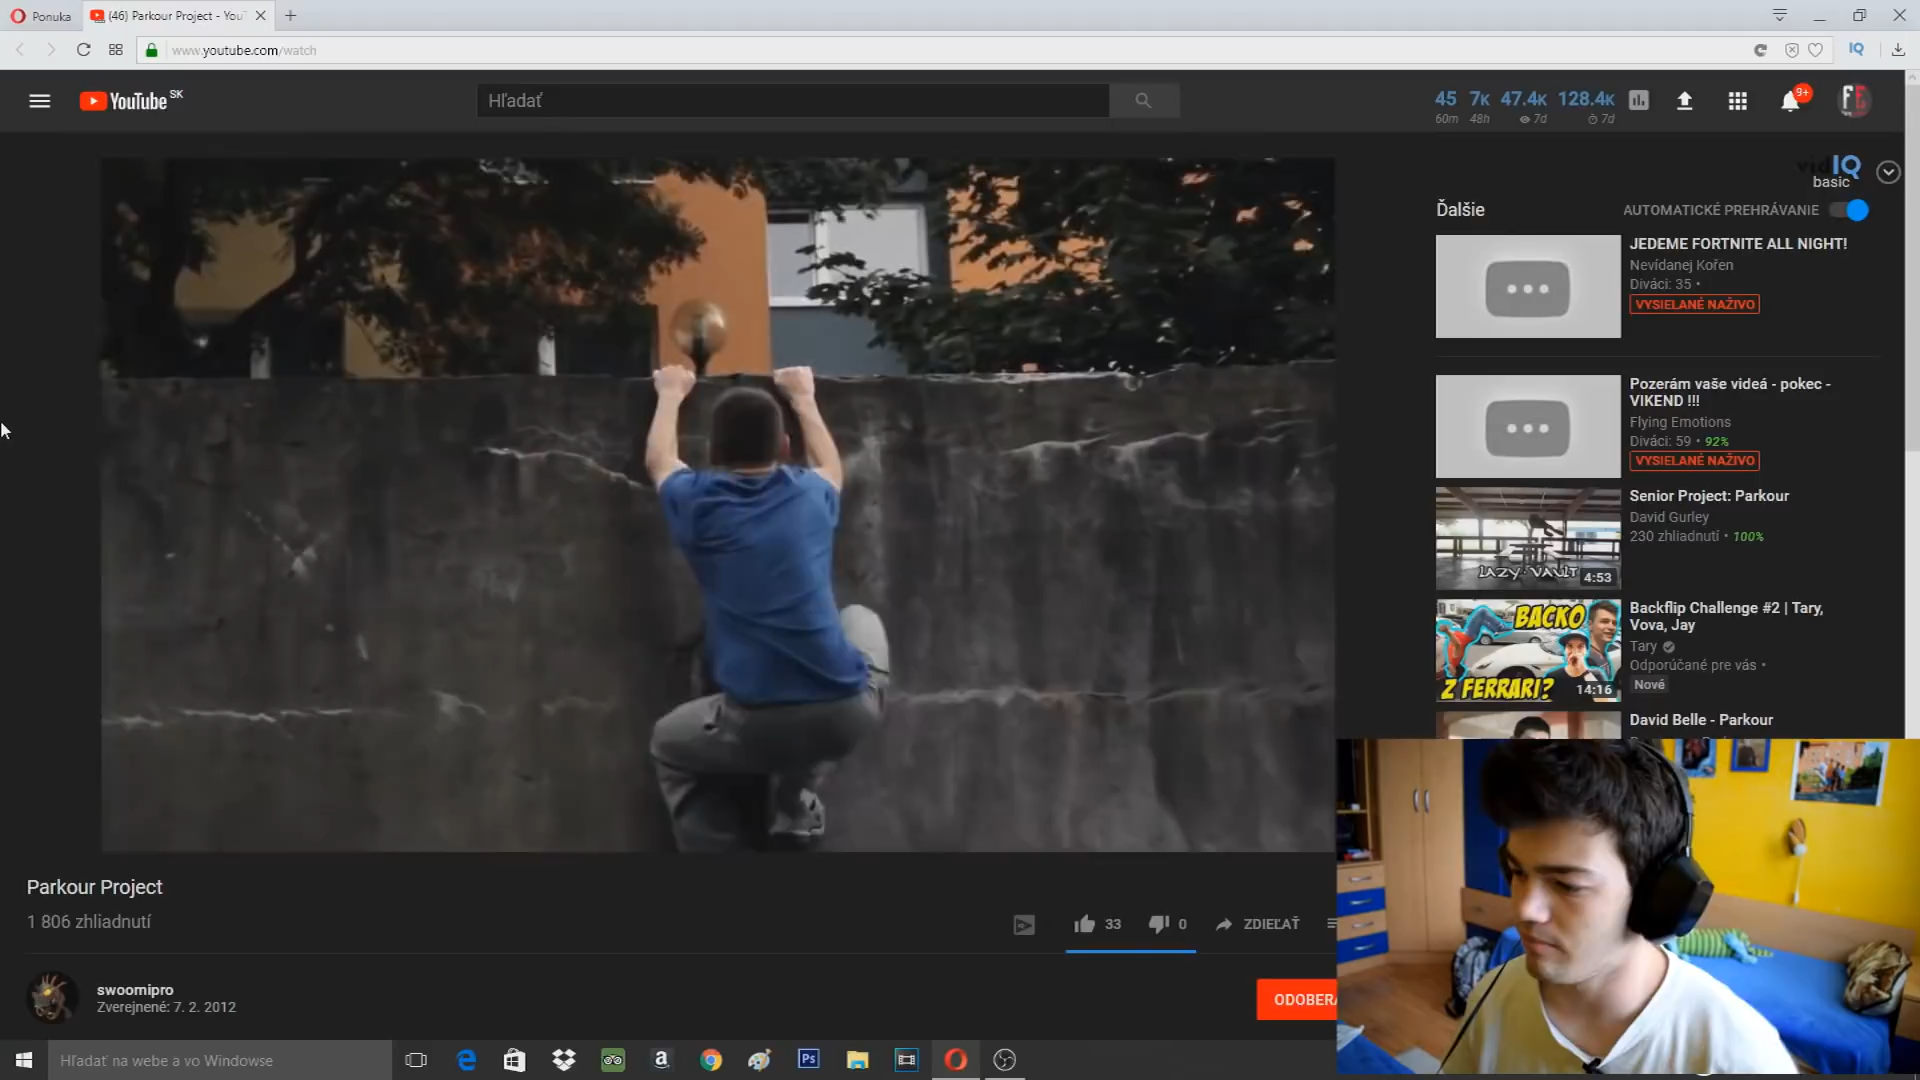 Ponuka
(46) Parkour Project - You
www.youtube.com/watch
IQ
YouTube SK
Hľadať
45 7K 47.4K 128.4K
60m 48h 7d 7d
9+
FE
vidIQ
basic
Ďalšie
AUTOMATICKÉ PREHRÁVANIE
JEDEME FORTNITE ALL NIGHT!
Nevídanej Kořen
Diváci: 35 •
VYSIELANÉ NAŽIVO
Pozerám vaše videá - pokec -
VIKEND !!!
Flying Emotions
Diváci: 59 • 92%
VYSIELANÉ NAŽIVO
Senior Project: Parkour
David Gurley
230 zhliadnutí • 100%
LAZY VAULT
4:53
Backflip Challenge #2 | Tary,
Vova, Jay
Tary
Odporúčané pre vás •
Nové
BACKO
Z FERRARI?
14:16
David Belle - Parkour
Parkour Project
1 806 zhliadnutí
33
0
ZDIEĽAŤ
swoomipro
Zverejnené: 7. 2. 2012
ODOBERA
Hľadať na webe a vo Windowse
a
Ps